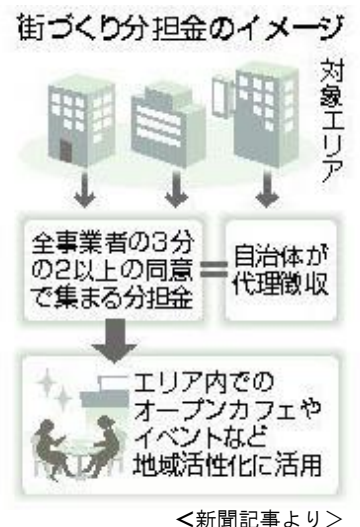 街づくり分担金のイメージ
対象エリア
全事業者の3分
の2以上の同意
で集まる分担金
=
自治体が
代理徴収
エリア内での
オープンカフェや
イベントなど
地域活性化に活用
<新聞記事より>